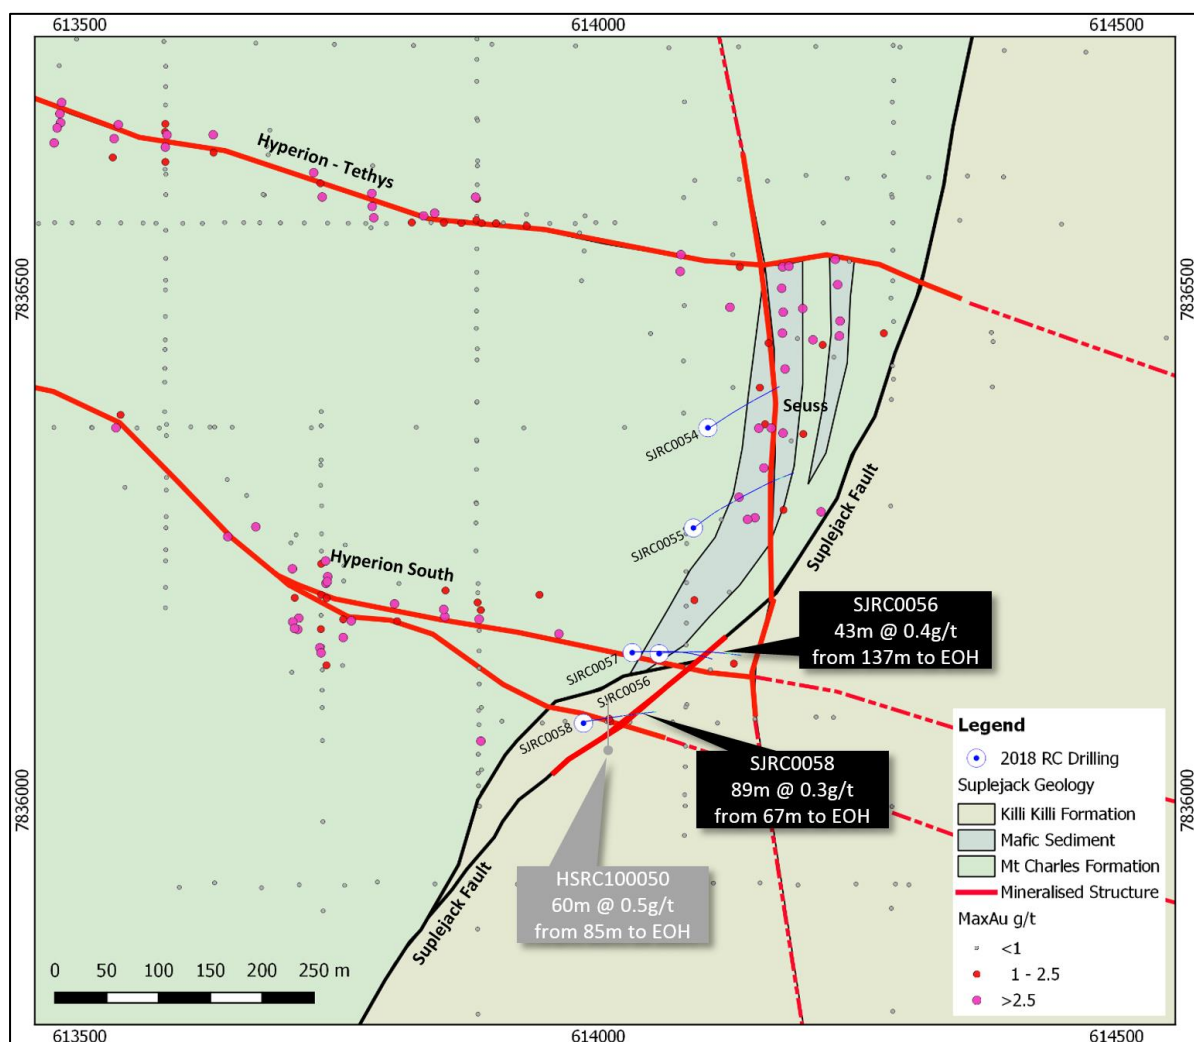 613500
614000
614500
Hyperion - Tethys
7836500
7836500
Seuss
SJRC0054
Suplejack Fault
SJRC0055
Hyperion South
SJRC0056
43m @ 0.4g/t
from 137m to EOH
SJRC0057
SJRC0056
SJRC0058
SJRC0058
89m @ 0.3g/t
from 67m to EOH
7836000
7836000
HSRC100050
60m @ 0.5g/t
from 85m to EOH
Suplejack Fault
0 50 100 150 200 250 m
Legend
2018 RC Drilling
Suplejack Geology
Killi Killi Formation
Mafic Sediment
Mt Charles Formation
Mineralised Structure
MaxAu g/t
<1
1 - 2.5
>2.5
613500
614000
614500